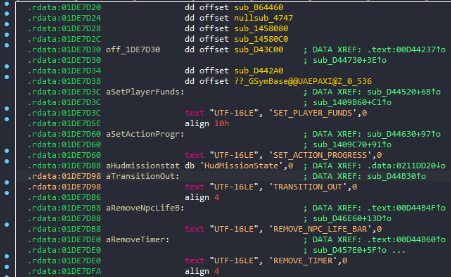 .rdata:01DE7D20 dd offset sub_B64460
.rdata:01DE7D24 dd offset nullsub_4747
.rdata:01DE7D28 dd offset sub_1458080
.rdata:01DE7D2C dd offset sub_14580C0
.rdata:01DE7D30 off_1DE7D30 dd offset sub_D43C00 ; DATA XREF: .text:00D44237↑o
.rdata:01DE7D30 ; sub_D44730+3E↑o
.rdata:01DE7D34 dd offset sub_D442A0
.rdata:01DE7D38 dd offset ??_GSymBase@@UAEPAXI@Z_0_536
.rdata:01DE7D3C aSetPlayerFunds: ; DATA XREF: sub_D44520+6B↑o
.rdata:01DE7D3C ; sub_1409860+C1↑o
.rdata:01DE7D3C text "UTF-16LE", 'SET_PLAYER_FUNDS',0
.rdata:01DE7D5E align 10h
.rdata:01DE7D60 aSetActionProgr: ; DATA XREF: sub_D44630+97↑o
.rdata:01DE7D60 ; sub_1409C70+91↑o
.rdata:01DE7D60 text "UTF-16LE", 'SET_ACTION_PROGRESS',0
.rdata:01DE7D88 aHudmissionstat db 'HudMissionState',0 ; DATA XREF: .data:0211DD20↓o
.rdata:01DE7D98 aTransitionOut: ; DATA XREF: sub_D44B30↑o
.rdata:01DE7D98 text "UTF-16LE", 'TRANSITION_OUT',0
.rdata:01DE7DB6 align 4
.rdata:01DE7DB8 aRemoveNpcLifeB: ; DATA XREF: .text:00D44B4F↑o
.rdata:01DE7DB8 ; sub_D46E60+13D↑o
.rdata:01DE7DB8 text "UTF-16LE", 'REMOVE_NPC_LIFE_BAR',0
.rdata:01DE7DE0 aRemoveTimer: ; DATA XREF: .text:00D44860↑o
.rdata:01DE7DE0 ; sub_D457E0+5F↑o ...
.rdata:01DE7DE0 text "UTF-16LE", 'REMOVE_TIMER',0
.rdata:01DE7DFA align 4